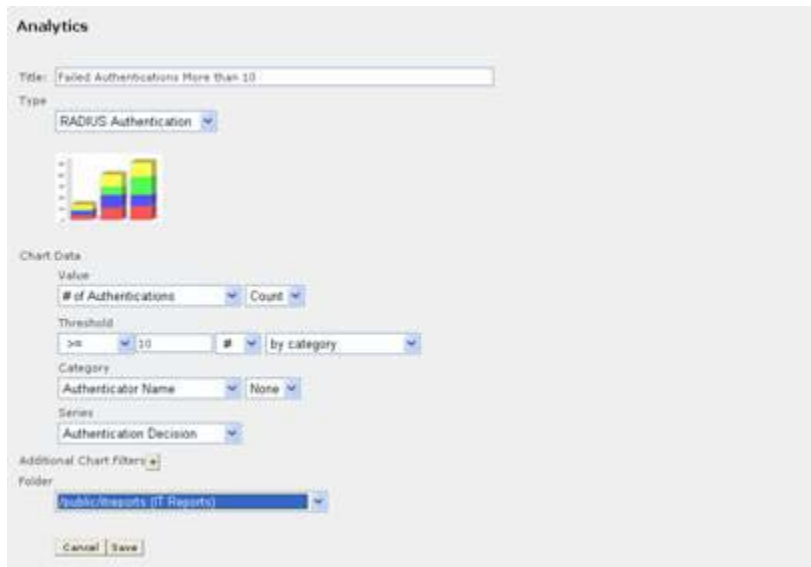 Analytics
Title: Failed Authentications More than 10
Type
RADIUS Authentication
Chart Data
Value
# of Authentications Count
Threshold
>= 10 # by category
Category
Authenticator Name None
Series
Authentication Decision
Additional Chart Filters +
Folder
/public/itreports (IT Reports)
Cancel Save